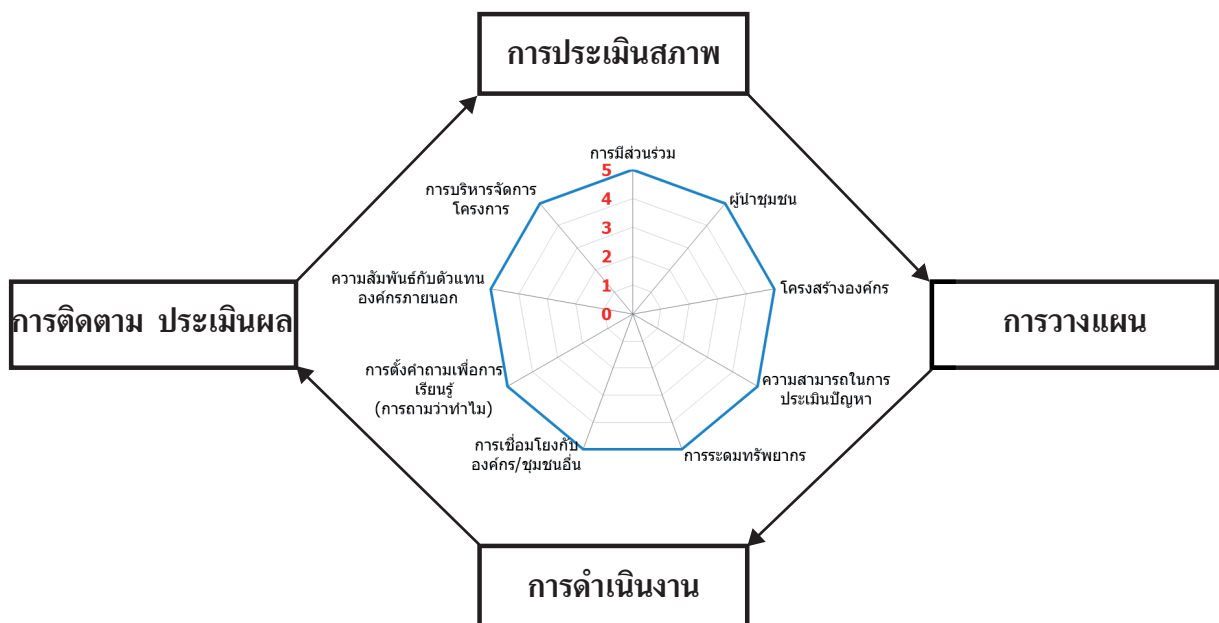 การประเมินสภาพ
การมีส่วนร่วม
5
4
3
2
1
0
ผู้นำชุมชน
โครงสร้างองค์กร
ความสามารถในการ
ประเมินปัญหา
การระดมทรัพยากร
การเชื่อมโยงกับ
องค์กร/ชุมชนอื่น
การตั้งคำถามเพื่อการ
เรียนรู้
(การถามว่าทำไม)
ความสัมพันธ์กับตัวแทน
องค์กรภายนอก
การบริหารจัดการ
โครงการ
การวางแผน
การดำเนินงาน
การติดตาม ประเมินผล